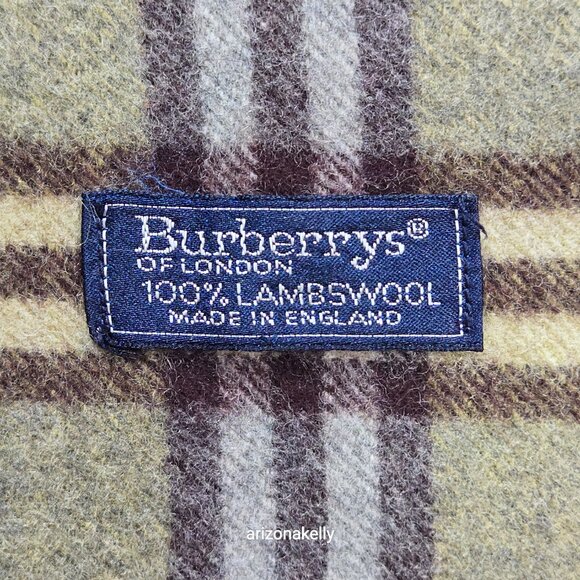 Burberrys®
OF LONDON
100% LAMBSWOOL
MADE IN ENGLAND
arizonakelly